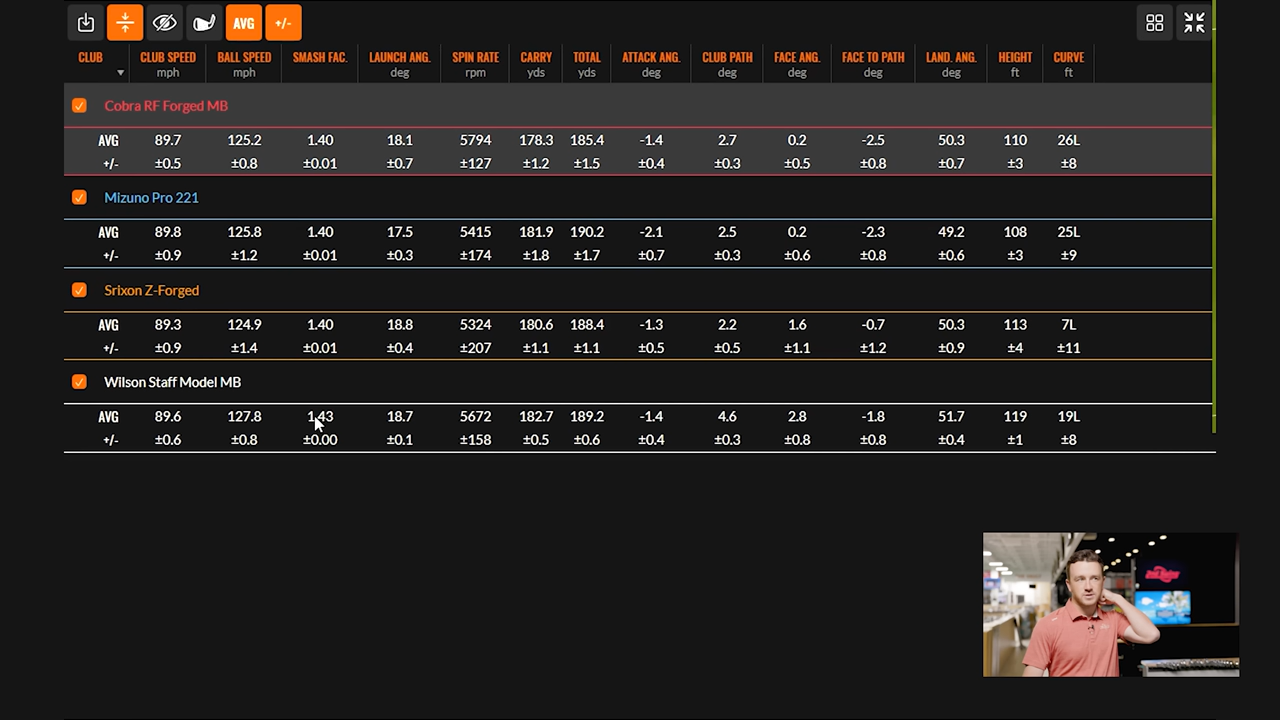 AVG +/-
CLUB CLUB SPEED BALL SPEED SMASH FAC. LAUNCH ANG. SPIN RATE CARRY TOTAL ATTACK ANG. CLUB PATH FACE ANG. FACE TO PATH LAND. ANG. HEIGHT CURVE
mph mph deg rpm yds yds deg deg deg deg deg ft ft
Cobra RF Forged MB
AVG 89.7 125.2 1.40 18.1 5794 178.3 185.4 -1.4 2.7 0.2 -2.5 50.3 110 26L
+/- ±0.5 ±0.8 ±0.01 ±0.7 ±127 ±1.2 ±1.5 ±0.4 ±0.3 ±0.5 ±0.8 ±0.7 ±3 ±8
Mizuno Pro 221
AVG 89.8 125.8 1.40 17.5 5415 181.9 190.2 -2.1 2.5 0.2 -2.3 49.2 108 25L
+/- ±0.9 ±1.2 ±0.01 ±0.3 ±174 ±1.8 ±1.7 ±0.7 ±0.3 ±0.6 ±0.8 ±0.6 ±3 ±9
Srixon Z-Forged
AVG 89.3 124.9 1.40 18.8 5324 180.6 188.4 -1.3 2.2 1.6 -0.7 50.3 113 7L
+/- ±0.9 ±1.4 ±0.01 ±0.4 ±207 ±1.1 ±1.1 ±0.5 ±0.5 ±1.1 ±1.2 ±0.9 ±4 ±11
Wilson Staff Model MB
AVG 89.6 127.8 1.43 18.7 5672 182.7 189.2 -1.4 4.6 2.8 -1.8 51.7 119 19L
+/- ±0.6 ±0.8 ±0.00 ±0.1 ±158 ±0.5 ±0.6 ±0.4 ±0.3 ±0.8 ±0.8 ±0.4 ±1 ±8